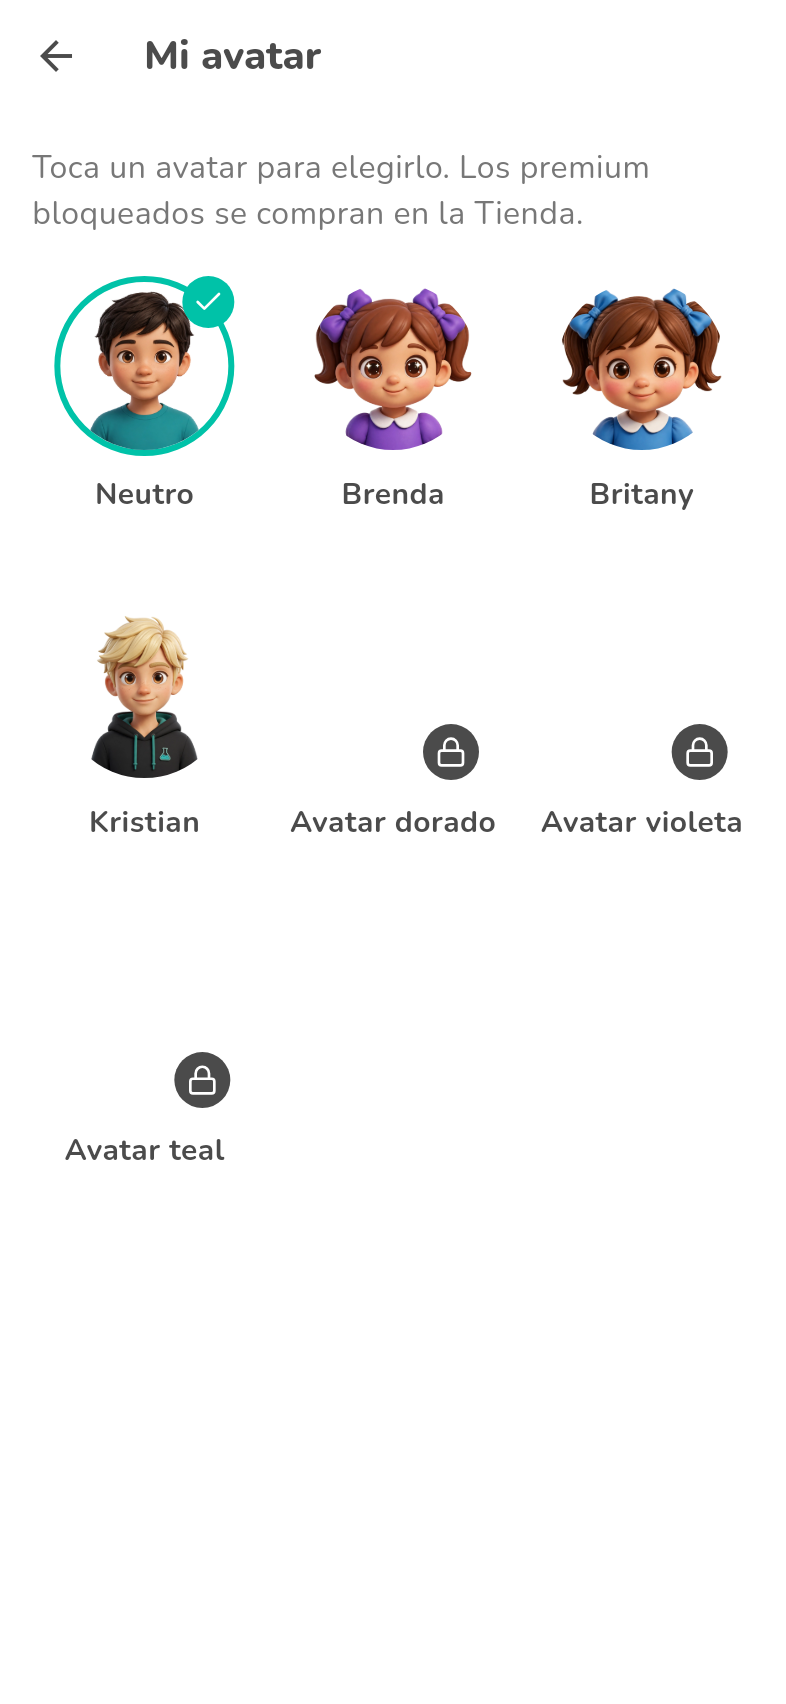 Mi avatar
Toca un avatar para elegirlo. Los premium
bloqueados se compran en la Tienda.
Neutro
Brenda
Britany
Kristian
Avatar dorado
Avatar violeta
Avatar teal